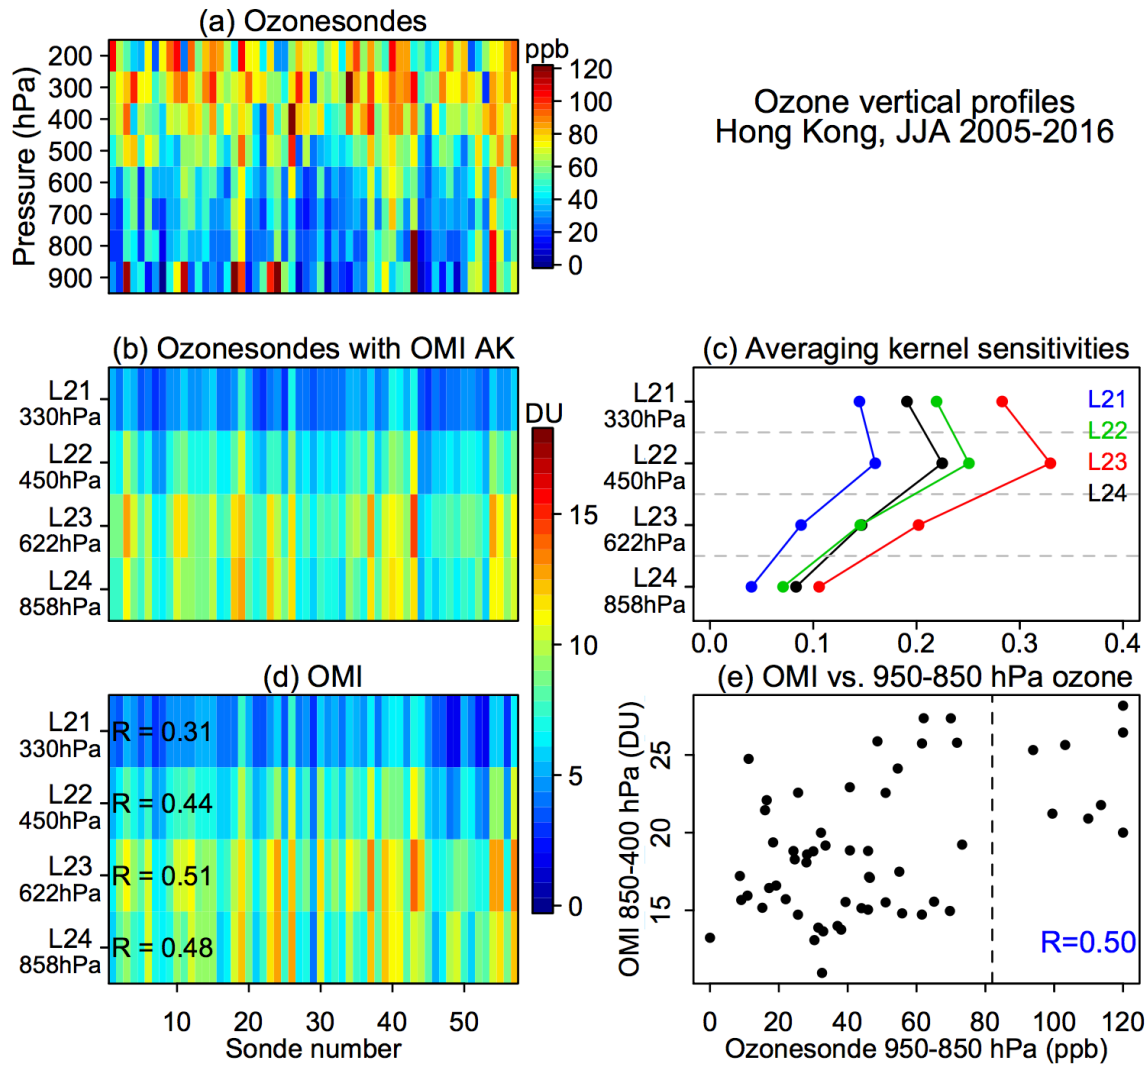 (a) Ozonesondes
Pressure (hPa)
200
300
400
500
600
700
800
900
ppb
120
100
80
60
40
20
0
Ozone vertical profiles
Hong Kong, JJA 2005-2016
(b) Ozonesondes with OMI AK
L21
330hPa
L22
450hPa
L23
622hPa
L24
858hPa
DU
15
10
5
0
(c) Averaging kernel sensitivities
L21
330hPa
L22
450hPa
L23
622hPa
L24
858hPa
L21
L22
L23
L24
0.0 0.1 0.2 0.3 0.4
(d) OMI
L21
330hPa
L22
450hPa
L23
622hPa
L24
858hPa
R = 0.31
R = 0.44
R = 0.51
R = 0.48
10 20 30 40 50
Sonde number
(e) OMI vs. 950-850 hPa ozone
OMI 850-400 hPa (DU)
25
20
15
R=0.50
0 20 40 60 80 100 120
Ozonesonde 950-850 hPa (ppb)